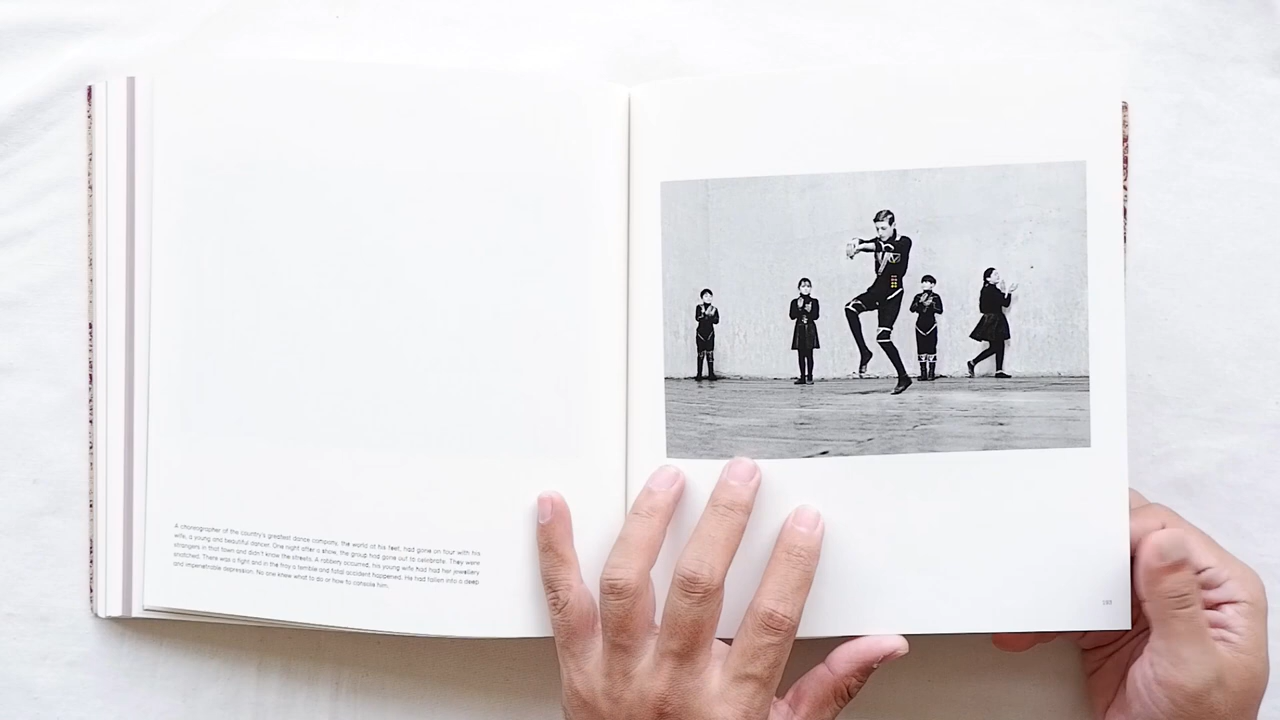 A choreographer of the country's greatest dance company, the world at his feet, had gone on tour with his
wife, a young and beautiful dancer. One night after a show, the group had gone out to celebrate. They were
strangers in that town and didn't know the streets. A robbery occurred, his young wife had had her jewellery
snatched. There was a fight and in the fray a terrible and fatal accident happened. He had fallen into a deep
and impenetrable depression. No one knew what to do or how to console him.